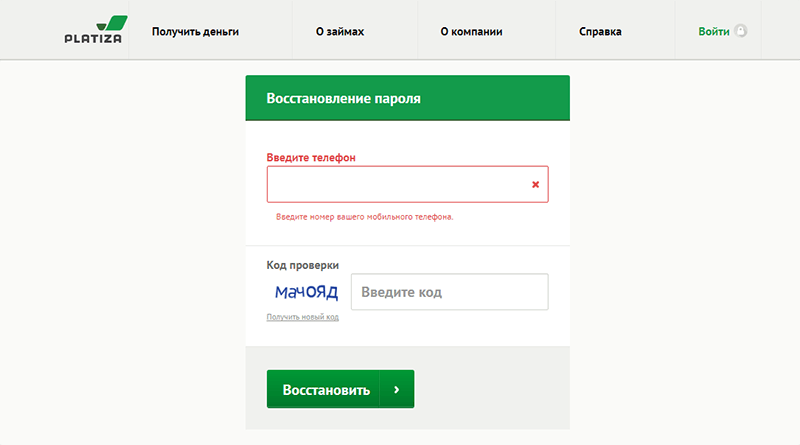 PLATIZA
Получить деньги
О займах
О компании
Справка
Войти
Восстановление пароля
Введите телефон
Введите номер вашего мобильного телефона.
Код проверки
мачояд
Введите код
Получить новый код
Восстановить